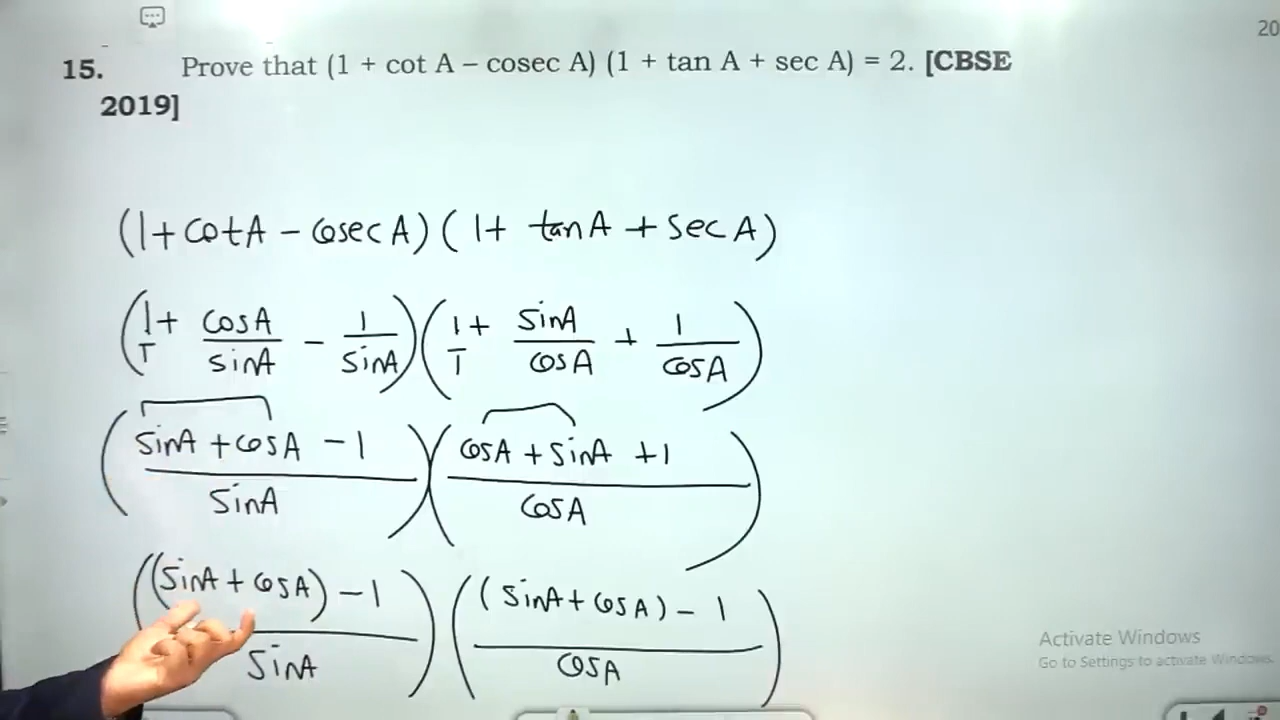 20
15. Prove that (1 + cot A – cosec A) (1 + tan A + sec A) = 2. [CBSE
2019]
(1+cotA - cosec A) ( 1+ tanA + sec A)
(1/1 + cosA/sinA - 1/sinA) (1/1 + sinA/cosA + 1/cosA)
(sinA + cosA - 1/sinA) (cosA + sinA + 1/cosA)
((sinA + cosA) - 1/sinA) ((sinA + cosA) - 1/cosA)
Activate Windows
Go to Settings to activate Windows.